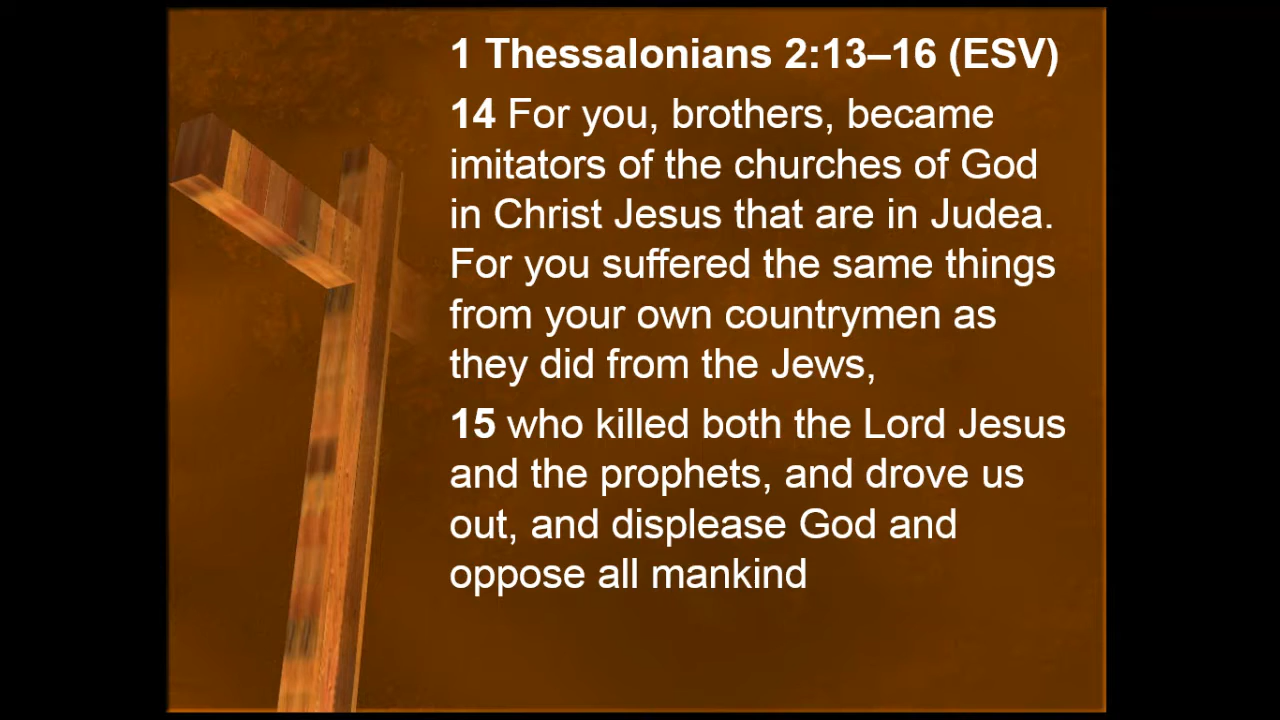 1 Thessalonians 2:13–16 (ESV)
14 For you, brothers, became
imitators of the churches of God
in Christ Jesus that are in Judea.
For you suffered the same things
from your own countrymen as
they did from the Jews,
15 who killed both the Lord Jesus
and the prophets, and drove us
out, and displease God and
oppose all mankind